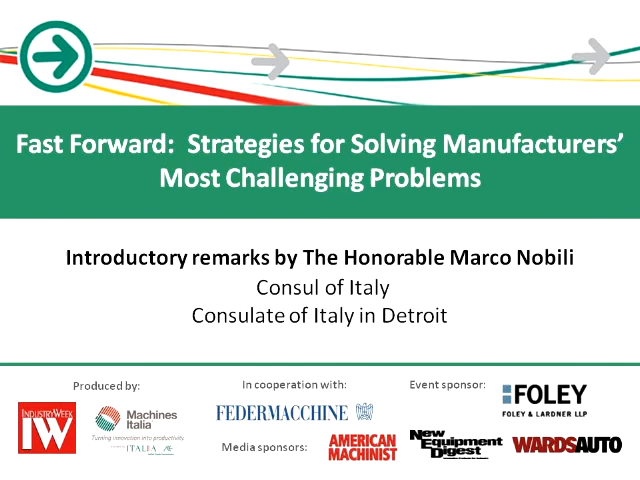 Fast Forward:  Strategies for Solving Manufacturers’
Most Challenging Problems
Introductory remarks by The Honorable Marco Nobili
Consul of Italy
Consulate of Italy in Detroit
Produced by:
In cooperation with:
Event sponsor:
INDUSTRYWEEK
IW
Machines
Italia
Turning innovation into productivity
ITALIA
FEDERMACCHINE
FOLEY
FOLEY & LARDNER LLP
Media sponsors:
AMERICAN
MACHINIST
New
Equipment
Digest
WARDSAUTO